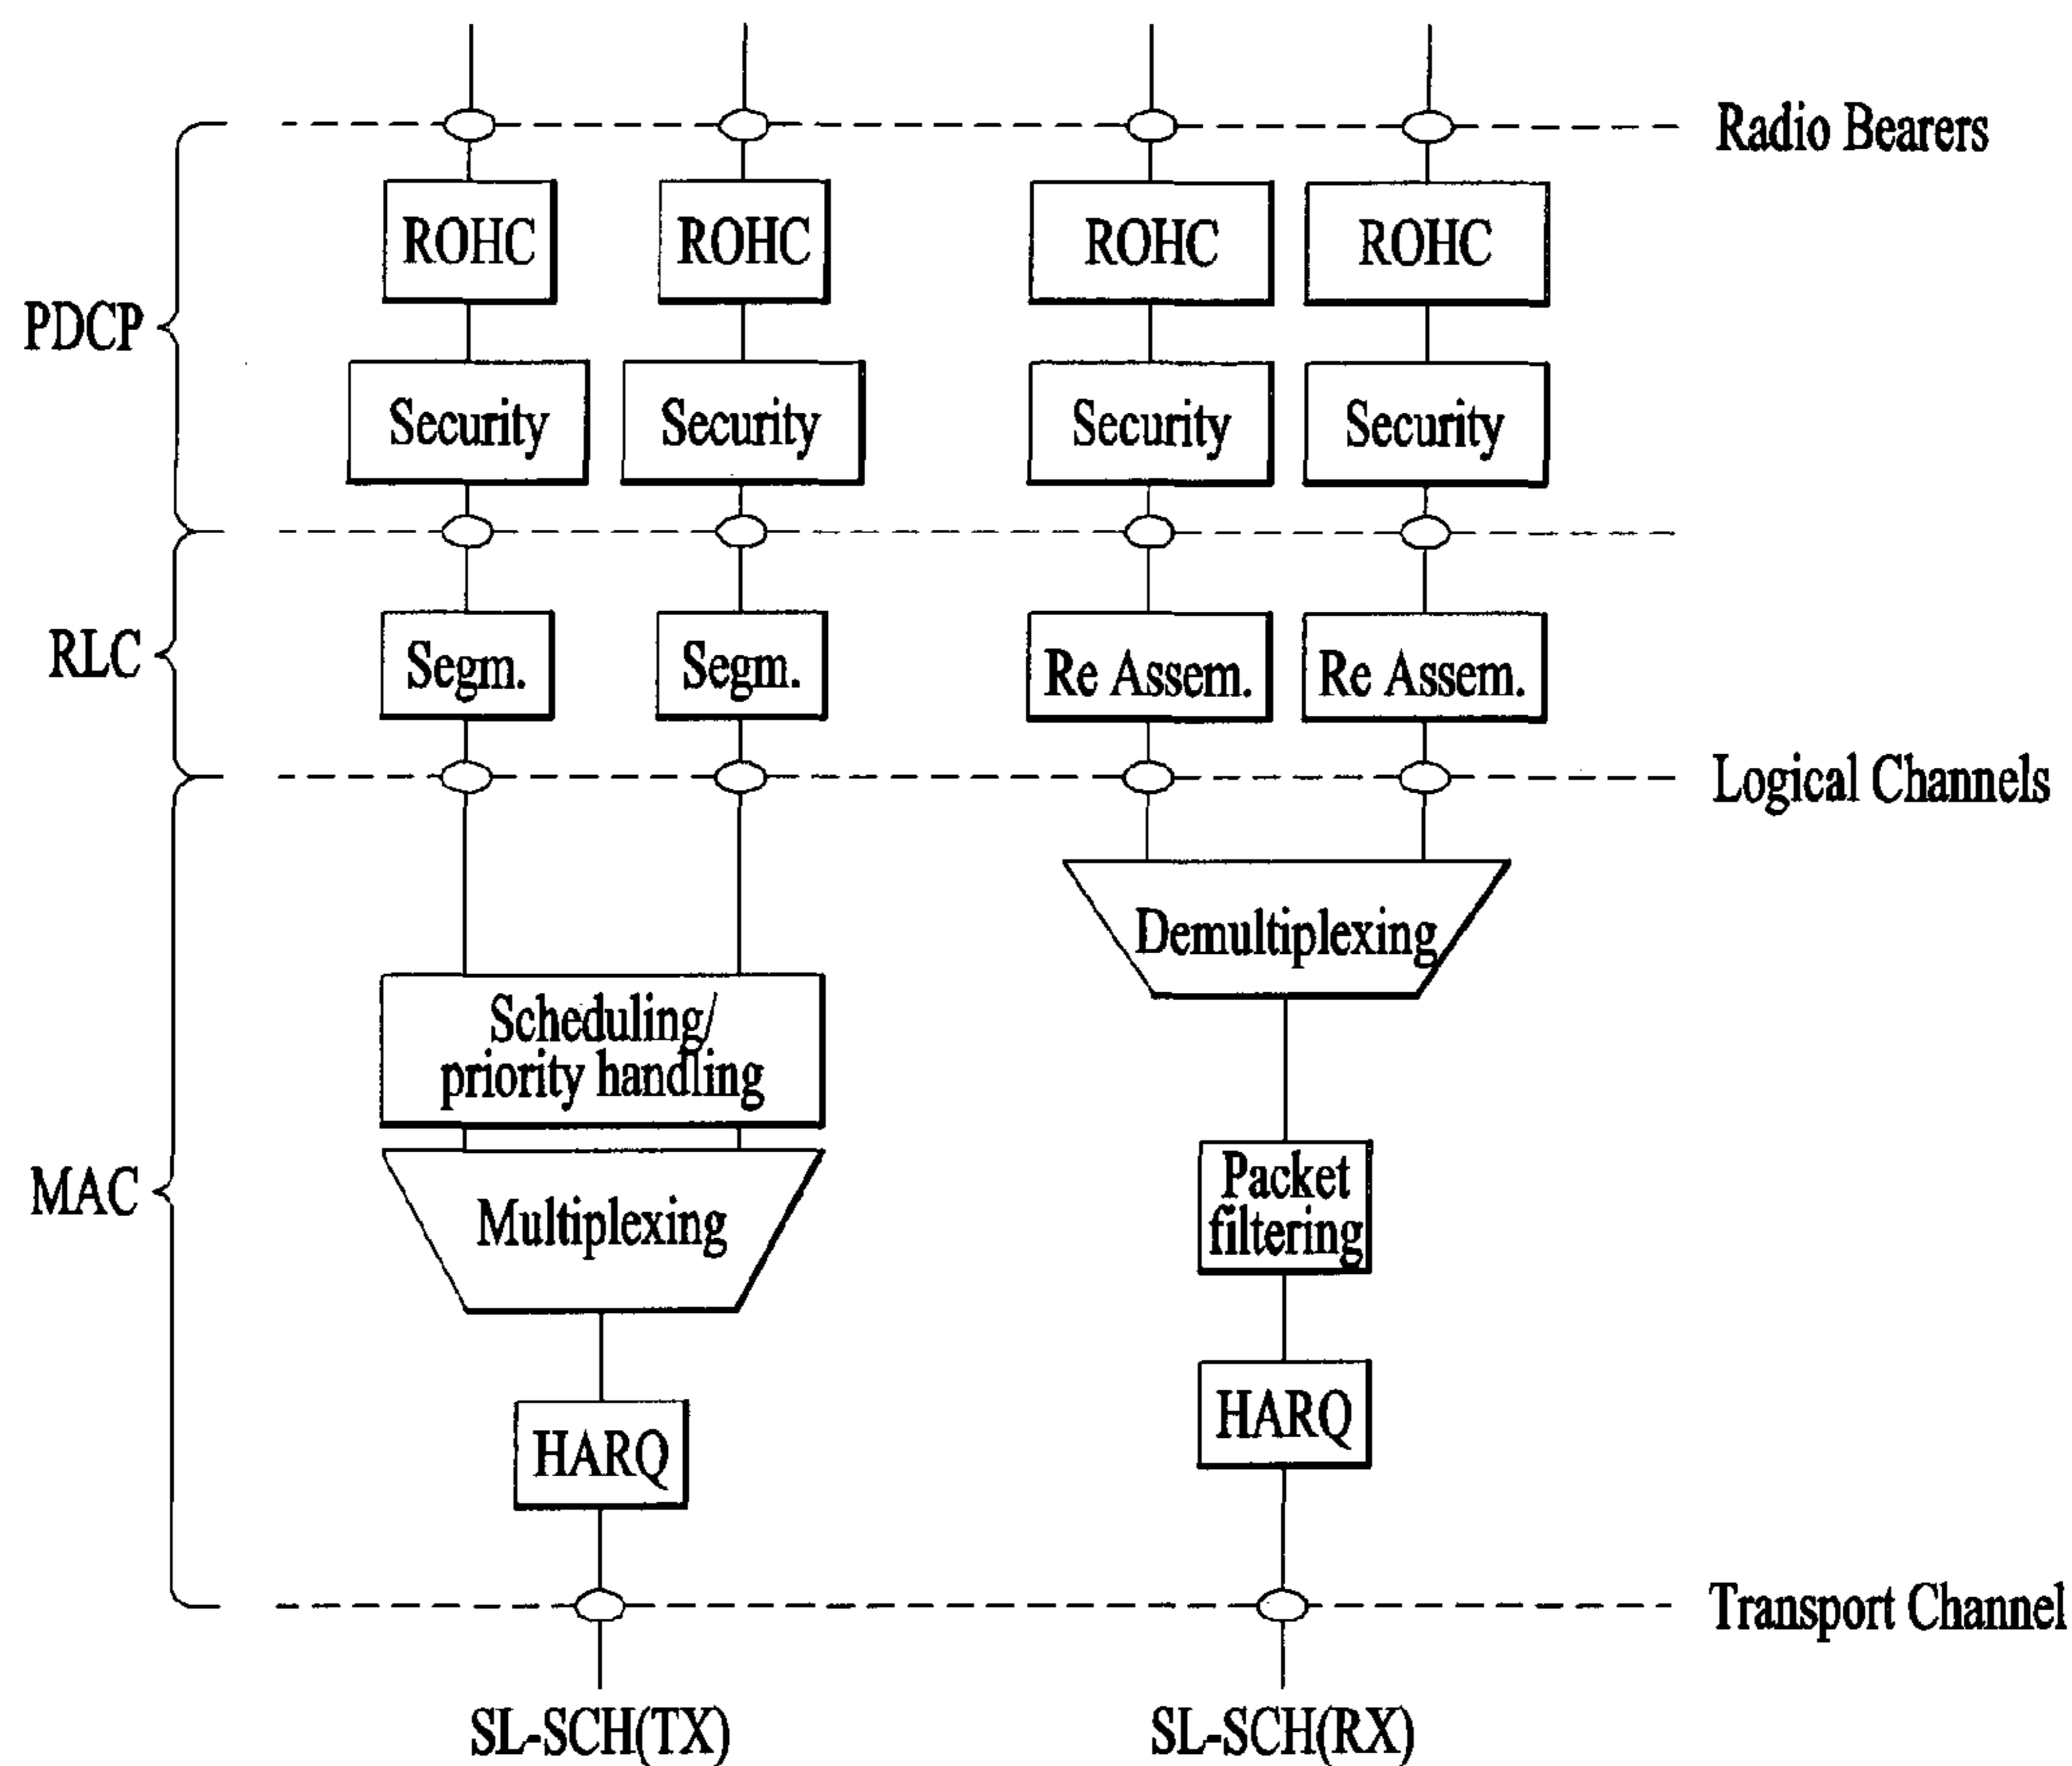 Radio Bearers
ROHC ROHC ROHC ROHC
PDCP
Security Security Security Security
RLC
Segm. Segm. Re Assem. Re Assem.
Logical Channels
Demultiplexing
Scheduling/
priority handling
MAC
Packet
filtering
Multiplexing
HARQ
HARQ
Transport Channel
SL-SCH(TX) SL-SCH(RX)